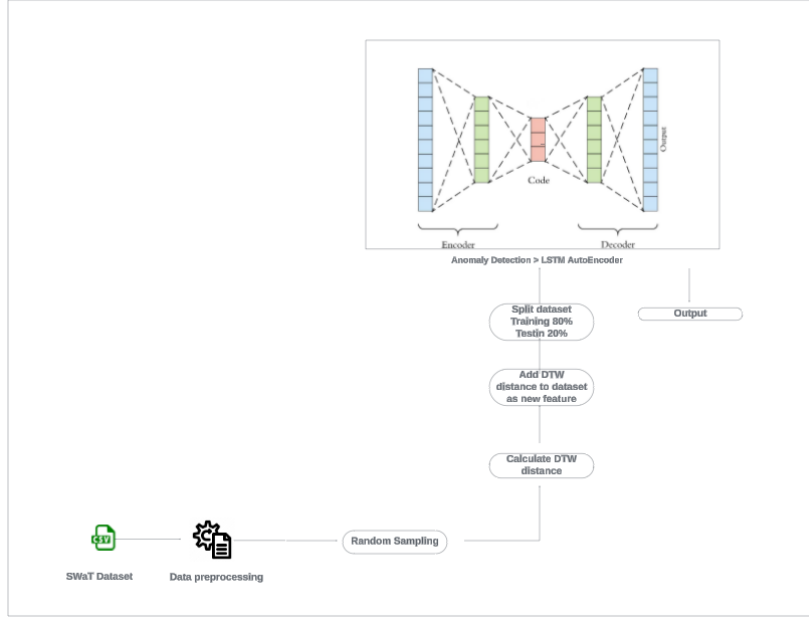 Output
Code
Encoder
Decoder
Anomaly Detection > LSTM AutoEncoder
Split dataset
Training 80%
Testin 20%
Output
Add DTW
distance to dataset
as new feature
Calculate DTW
distance
CSV
Random Sampling
SWaT Dataset
Data preprocessing